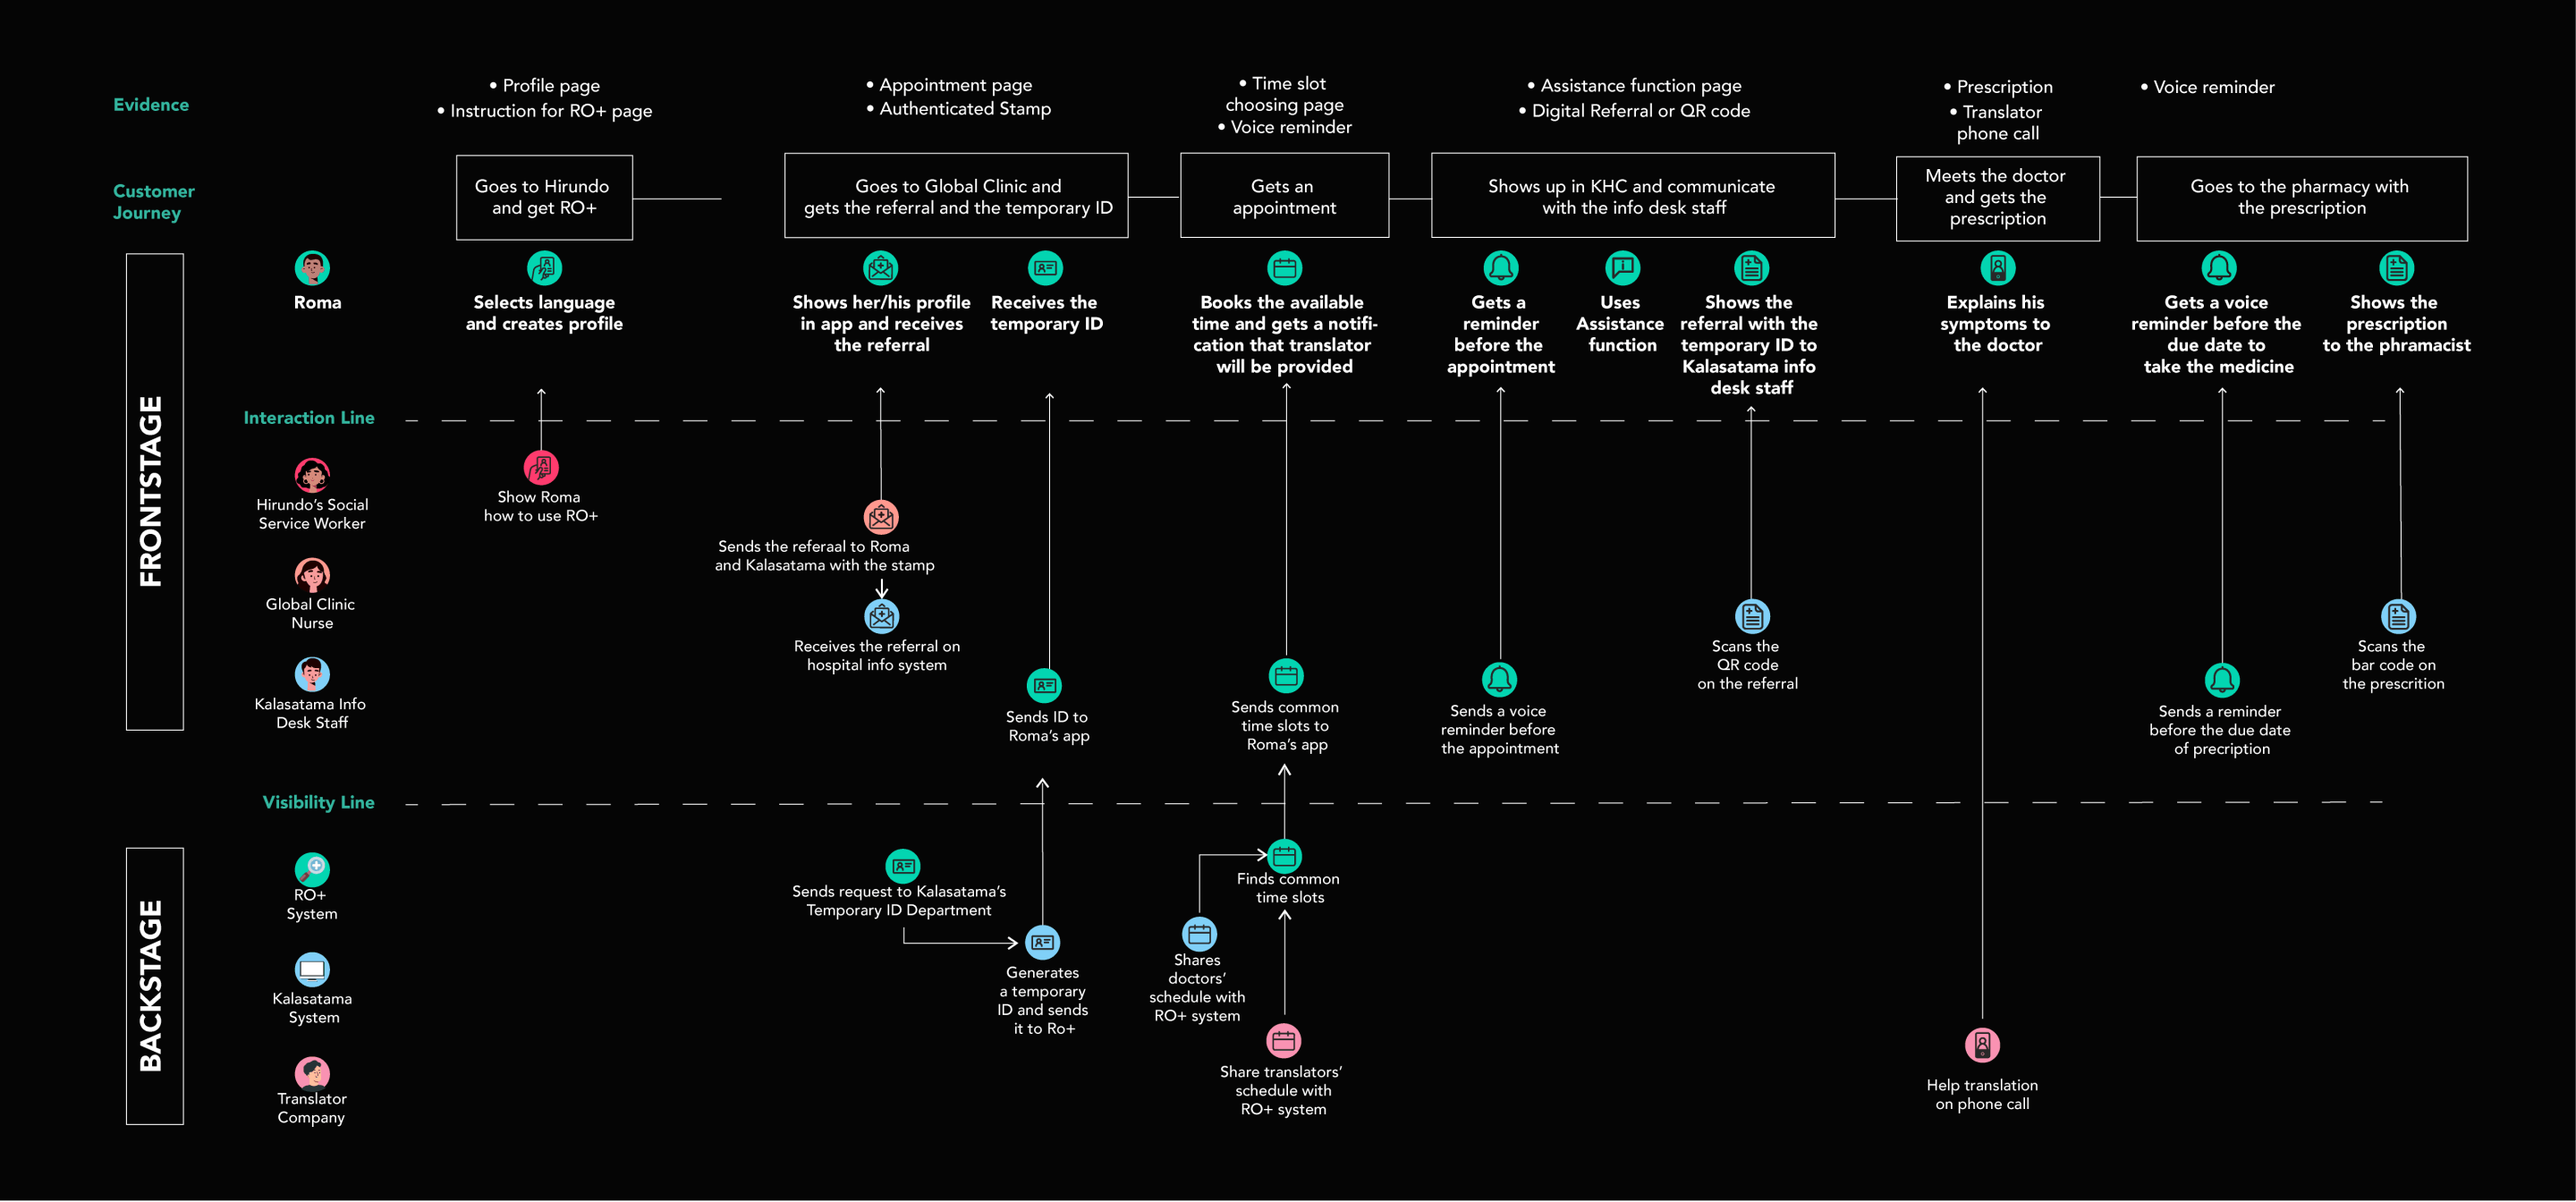 Evidence
• Profile page
• Instruction for RO+ page
• Appointment page
• Authenticated Stamp
• Time slot
choosing page
• Voice reminder
• Assistance function page
• Digital Referral or QR code
• Prescription
• Translator
phone call
• Voice reminder
Customer
Journey
Goes to Hirundo
and get RO+
Goes to Global Clinic and
gets the referral and the temporary ID
Gets an
appointment
Shows up in KHC and communicate
with the info desk staff
Meets the doctor
and gets the
prescription
Goes to the pharmacy with
the prescription
FRONTSTAGE
Roma
Selects language
and creates profile
Shows her/his profile
in app and receives
the referral
Receives the
temporary ID
Books the available
time and gets a notifi-
cation that translator
will be provided
Gets a
reminder
before the
appointment
Uses
Assistance
function
Shows the
referral with the
temporary ID to
Kalasatama info
desk staff
Explains his
symptoms to
the doctor
Gets a voice
reminder before the
due date to
take the medicine
Shows the
prescription
to the phramacist
Interaction Line
Hirundo's Social
Service Worker
Show Roma
how to use RO+
Sends the referaal to Roma
and Kalasatama with the stamp
Global Clinic
Nurse
Receives the referral on
hospital info system
Scans the
QR code
on the referral
Scans the
bar code on
the prescrition
Kalasatama Info
Desk Staff
Sends ID to
Roma's app
Sends common
time slots to
Roma's app
Sends a voice
reminder before
the appointment
Sends a reminder
before the due date
of precription
Visibility Line
BACKSTAGE
RO+
System
Sends request to Kalasatama's
Temporary ID Department
Finds common
time slots
Kalasatama
System
Generates
a temporary
ID and sends
it to Ro+
Shares
doctors'
schedule with
RO+ system
Translator
Company
Share translators'
schedule with
RO+ system
Help translation
on phone call